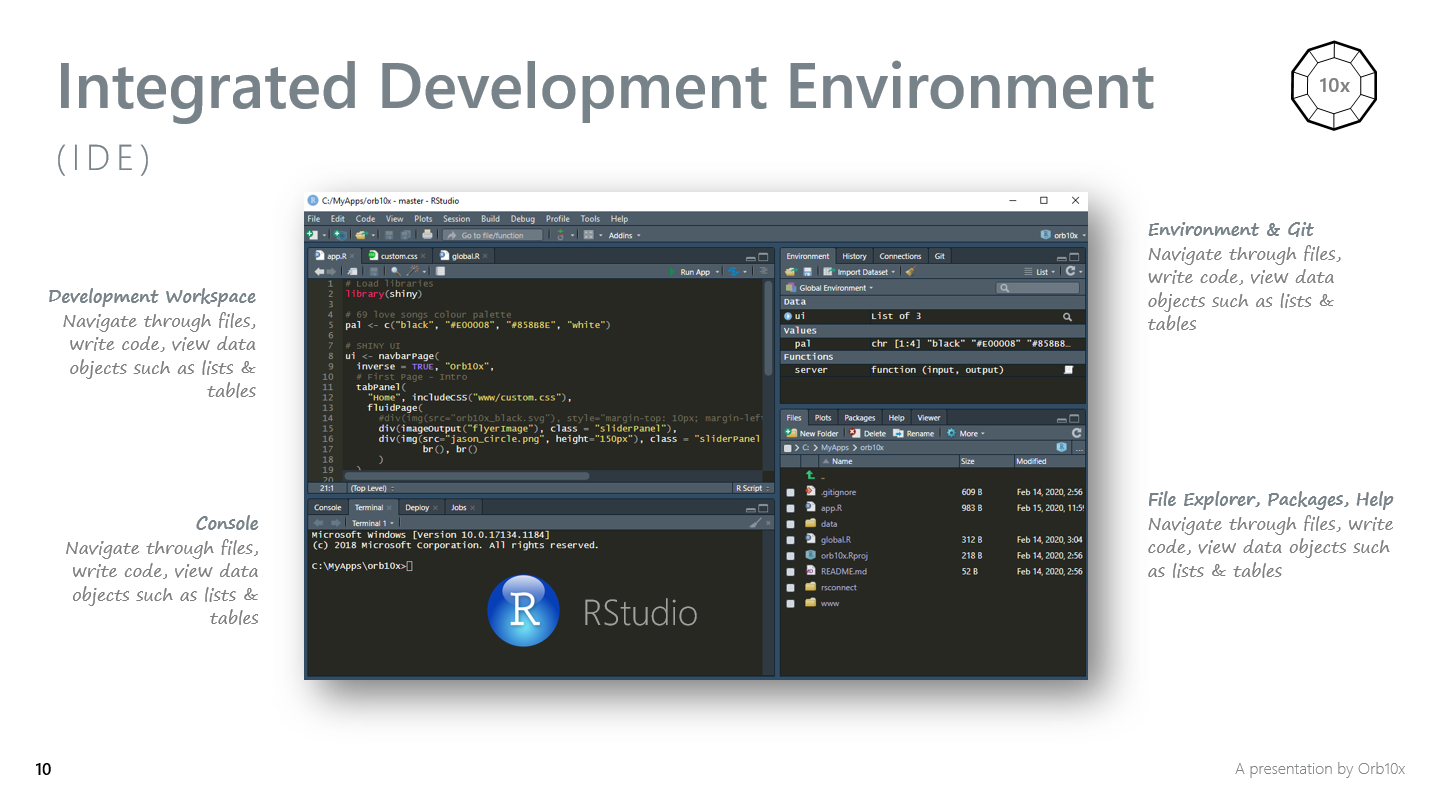 Integrated Development Environment
(IDE)
10x
Development Workspace
Navigate through files,
write code, view data
objects such as lists &
tables
Console
Navigate through files,
write code, view data
objects such as lists &
tables
C:/MyApps/orb10x - master - RStudio
File Edit Code View Plots Session Build Debug Profile Tools Help
Go to file/function Addins orb10x
app.R custom.css global.R
Run App
1 # Load libraries
2 library(shiny)
3
4 # 69 love songs colour palette
5 pal <- c("black", "#E00008", "#858B8E", "white")
6
7 # SHINY UI
8 ui <- navbarPage(
9 inverse = TRUE, "Orb10x",
10 # First Page - Intro
11 tabPanel(
12 "Home", includeCSS("www/custom.css"),
13 fluidPage(
14 #div(img(src="orb10x_black.svg"), style="margin-top: 10px; margin-left
15 div(imageOutput("flyerImage"), class = "sliderPanel"),
16 div(img(src="jason_circle.png", height="150px"), class = "sliderPanel
17 br(), br()
18 )
19 )
20
21:1 (Top Level) R Script
Console Terminal Deploy Jobs
Terminal 1
Microsoft Windows [Version 10.0.17134.1184]
(c) 2018 Microsoft Corporation. All rights reserved.
C:\MyApps\orb10x>
R RStudio
Environment History Connections Git
Import Dataset List
Global Environment
Data
ui List of 3
Values
pal chr [1:4] "black" "#E00008" "#858B8…
Functions
server function (input, output)
Files Plots Packages Help Viewer
New Folder Delete Rename More
C: > MyApps > orb10x ...
Name Size Modified
..
.gitignore 609 B Feb 14, 2020, 2:56
app.R 983 B Feb 15, 2020, 11:5
data
global.R 312 B Feb 14, 2020, 3:04
orb10x.Rproj 218 B Feb 14, 2020, 2:56
README.md 52 B Feb 14, 2020, 2:56
rsconnect
www
Environment & Git
Navigate through files,
write code, view data
objects such as lists &
tables
File Explorer, Packages, Help
Navigate through files, write
code, view data objects such
as lists & tables
10
A presentation by Orb10x